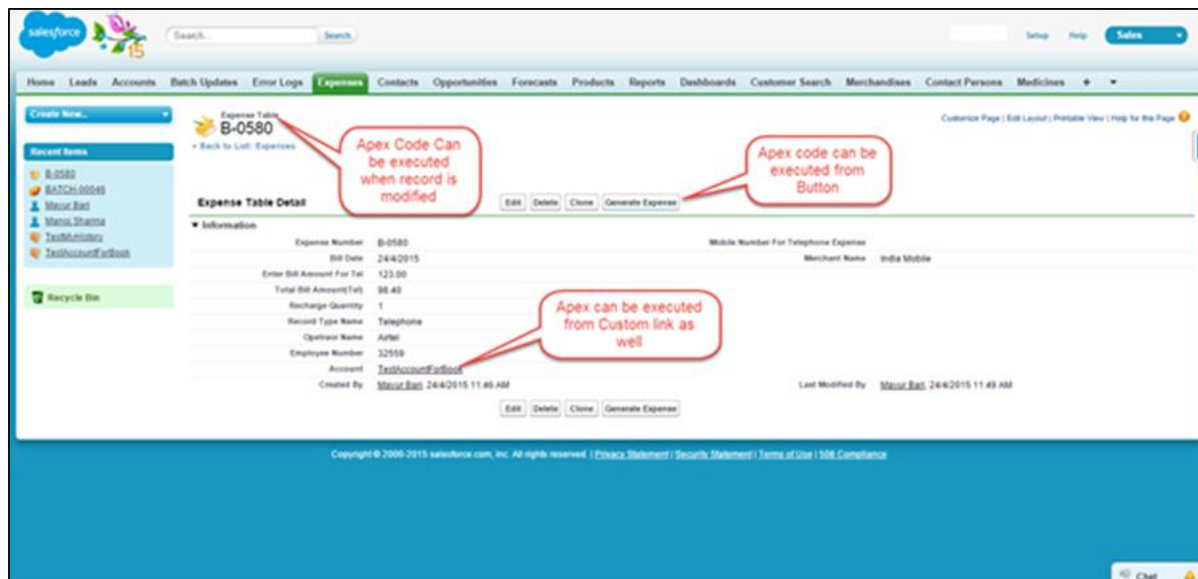 salesforce
15
Search...
Search
Setup
Help
Sales
Home Leads Accounts Batch Updates Error Logs Expenses Contacts Opportunities Forecasts Products Reports Dashboards Customer Search Merchandises Contact Persons Medicines +
Create New...
Recent Items
B-0580
BATCH-00046
Mayur Bari
Manoj Sharma
TestMyHistory
TestAccountForBook
Recycle Bin
Expense Table
B-0580
« Back to List: Expenses
Customize Page | Edit Layout | Printable View | Help for this Page
Apex Code Can
be executed
when record is
modified
Apex code can be
executed from
Button
Expense Table Detail
Edit Delete Clone Generate Expense
Information
Expense Number B-0580
Mobile Number For Telephone Expense
Bill Date 24/4/2015
Merchant Name India Mobile
Enter Bill Amount For Tel 123.00
Total Bill Amount(Tel) 98.40
Recharge Quantity 1
Record Type Name Telephone
Opetraor Name Airtel
Employee Number 32559
Account TestAccountForBook
Created By Mayur Bari, 24/4/2015 11:46 AM
Last Modified By Mayur Bari, 24/4/2015 11:49 AM
Apex can be executed
from Custom link as
well
Edit Delete Clone Generate Expense
Copyright © 2000-2015 salesforce.com, inc. All rights reserved. | Privacy Statement | Security Statement | Terms of Use | 508 Compliance
Chat